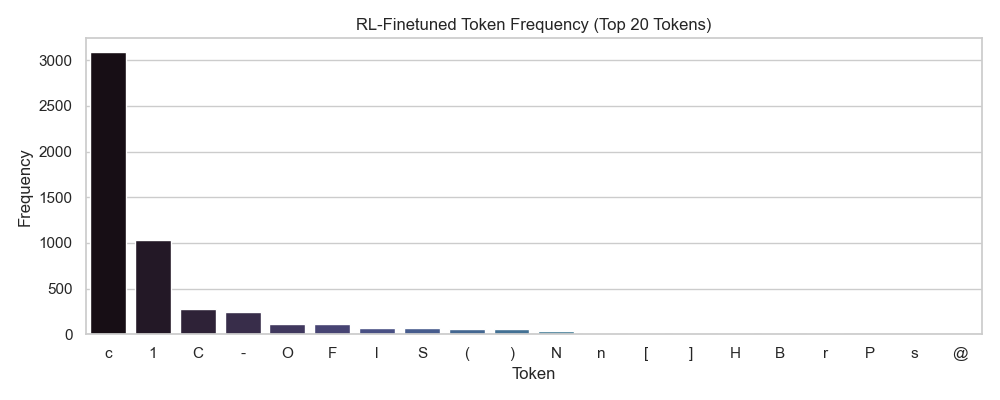 RL-Finetuned Token Frequency (Top 20 Tokens)
Frequency
3000
2500
2000
1500
1000
500
0
c 1 C - O F I S ( ) N n [ ] H B r P s @
Token